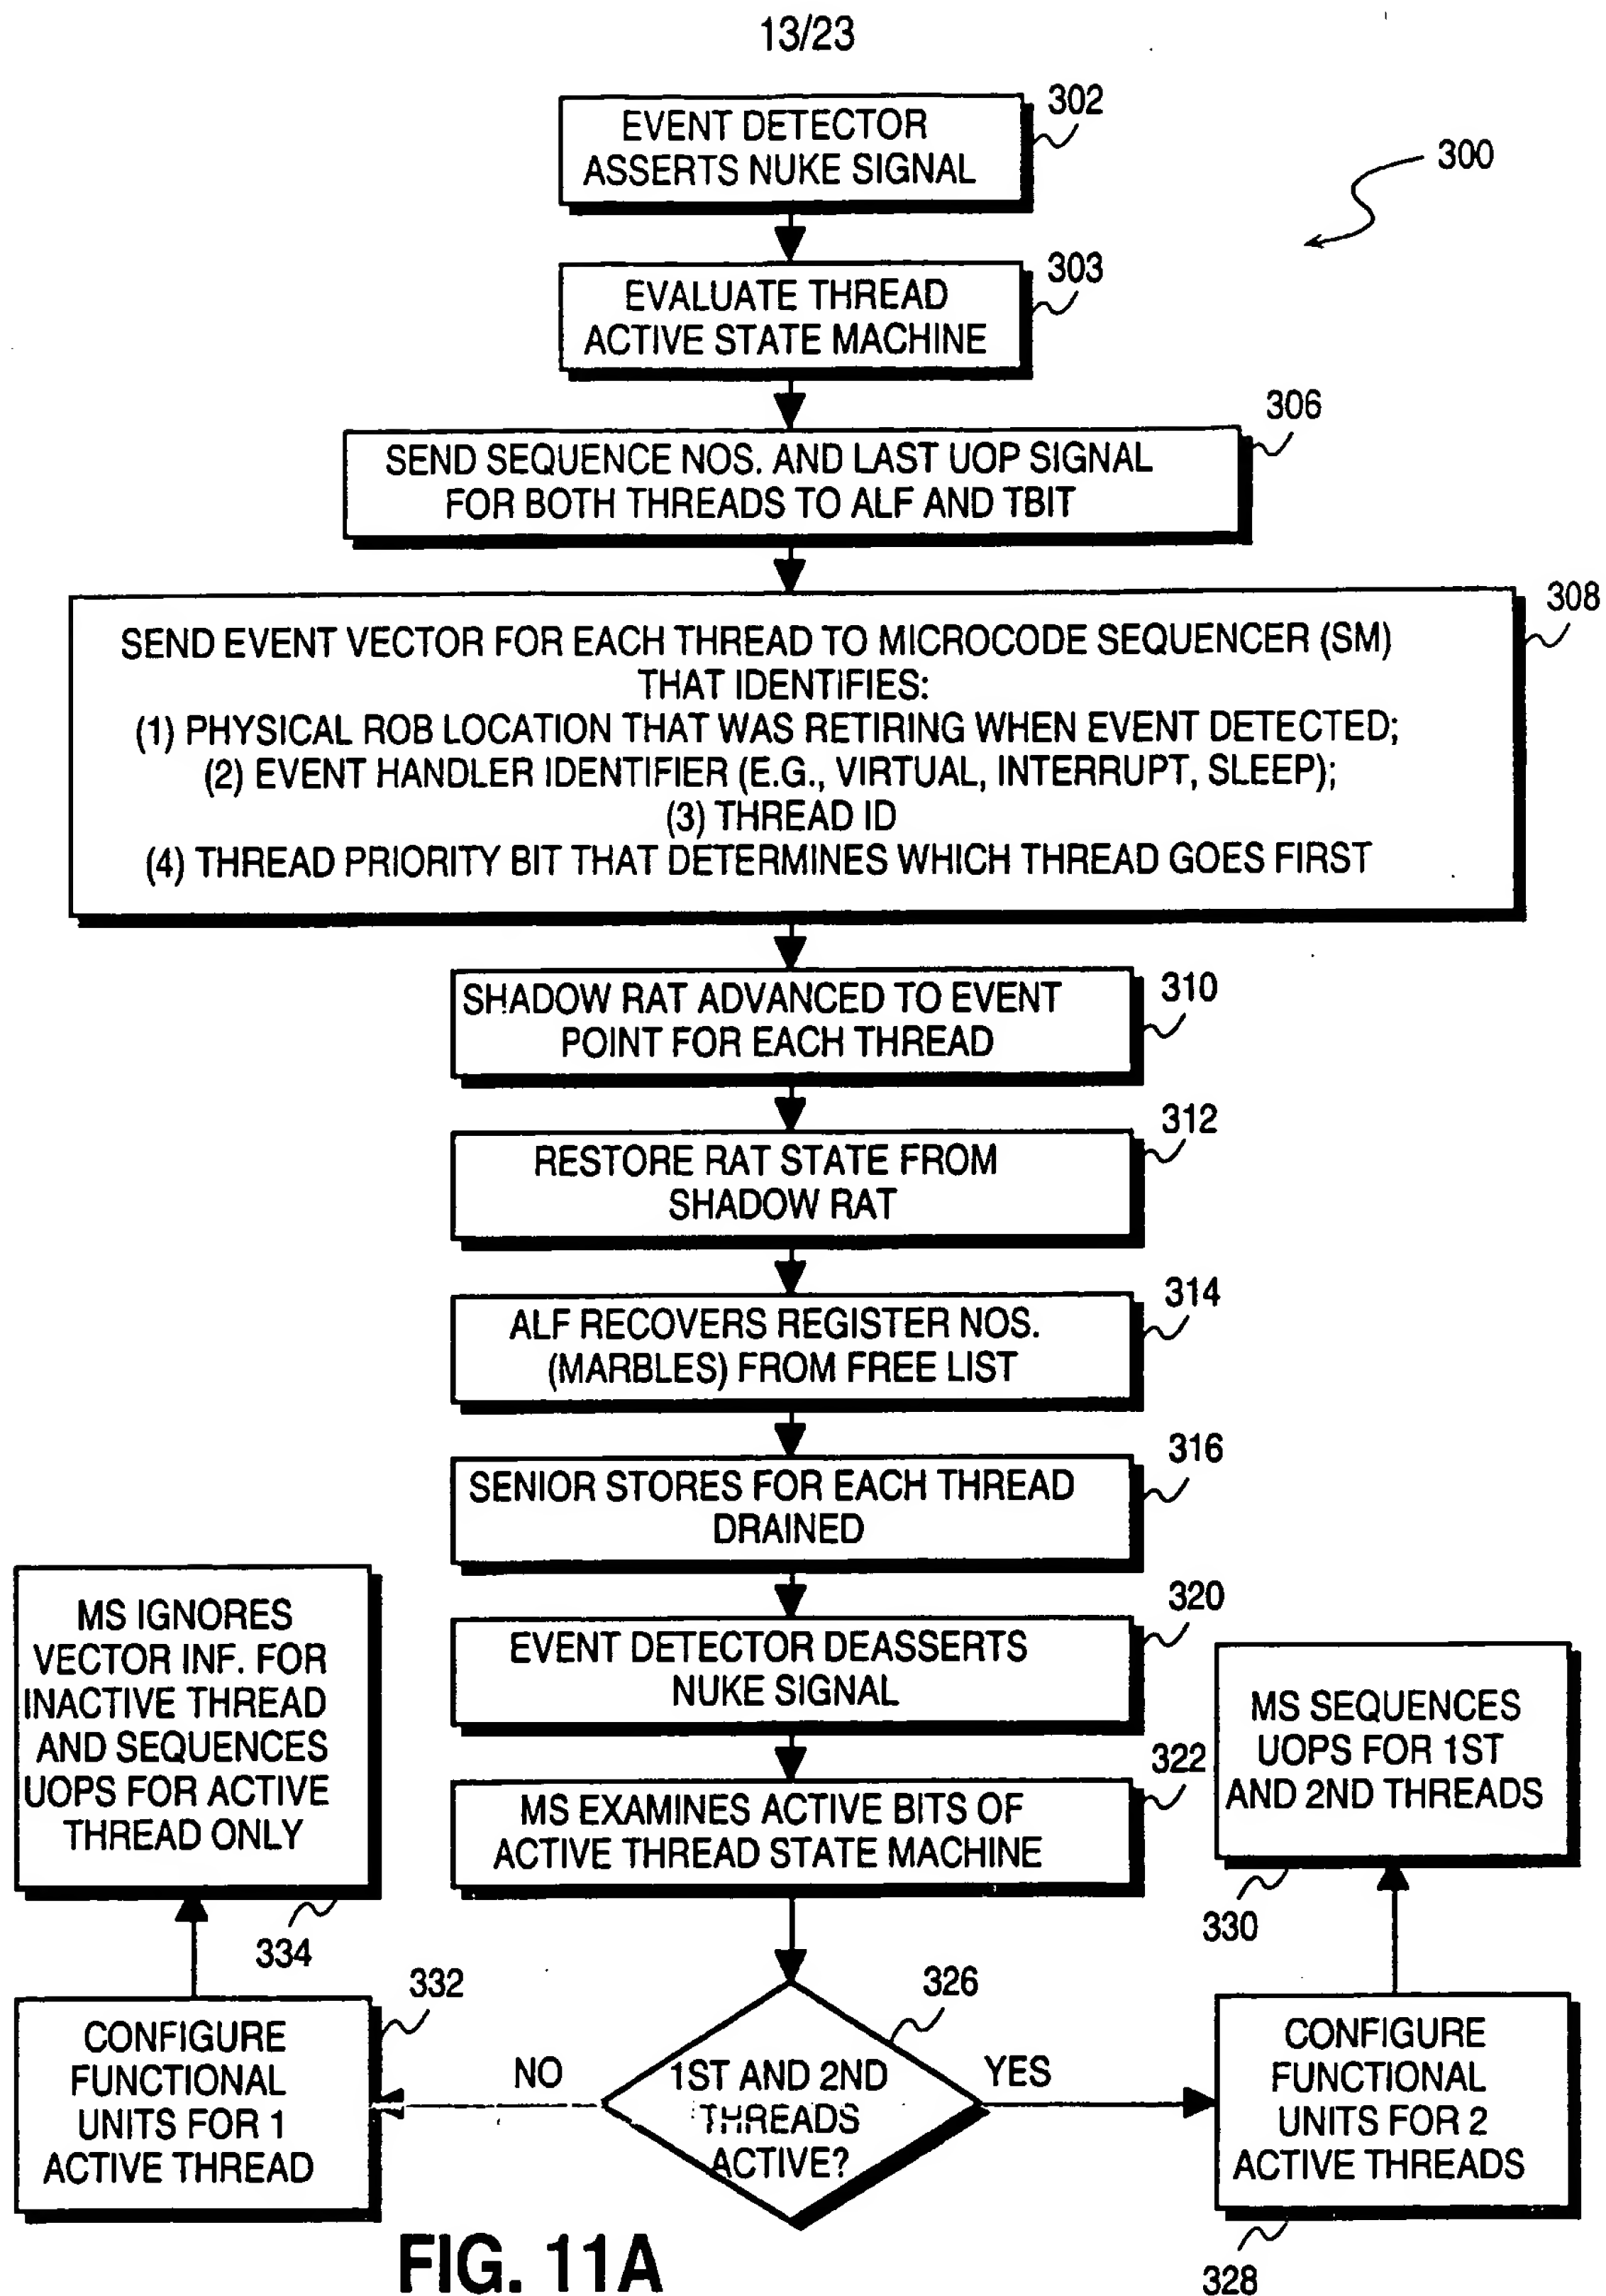 13/23
EVENT DETECTOR
ASSERTS NUKE SIGNAL
302
300
EVALUATE THREAD
ACTIVE STATE MACHINE
303
SEND SEQUENCE NOS. AND LAST UOP SIGNAL
FOR BOTH THREADS TO ALF AND TBIT
306
SEND EVENT VECTOR FOR EACH THREAD TO MICROCODE SEQUENCER (SM)
THAT IDENTIFIES:
(1) PHYSICAL ROB LOCATION THAT WAS RETIRING WHEN EVENT DETECTED;
(2) EVENT HANDLER IDENTIFIER (E.G., VIRTUAL, INTERRUPT, SLEEP);
(3) THREAD ID
(4) THREAD PRIORITY BIT THAT DETERMINES WHICH THREAD GOES FIRST
308
SHADOW RAT ADVANCED TO EVENT
POINT FOR EACH THREAD
310
RESTORE RAT STATE FROM
SHADOW RAT
312
ALF RECOVERS REGISTER NOS.
(MARBLES) FROM FREE LIST
314
SENIOR STORES FOR EACH THREAD
DRAINED
316
EVENT DETECTOR DEASSERTS
NUKE SIGNAL
320
MS EXAMINES ACTIVE BITS OF
ACTIVE THREAD STATE MACHINE
322
1ST AND 2ND
THREADS
ACTIVE?
326
NO
YES
CONFIGURE
FUNCTIONAL
UNITS FOR 1
ACTIVE THREAD
332
MS IGNORES
VECTOR INF. FOR
INACTIVE THREAD
AND SEQUENCES
UOPS FOR ACTIVE
THREAD ONLY
334
CONFIGURE
FUNCTIONAL
UNITS FOR 2
ACTIVE THREADS
328
MS SEQUENCES
UOPS FOR 1ST
AND 2ND THREADS
330
FIG. 11A